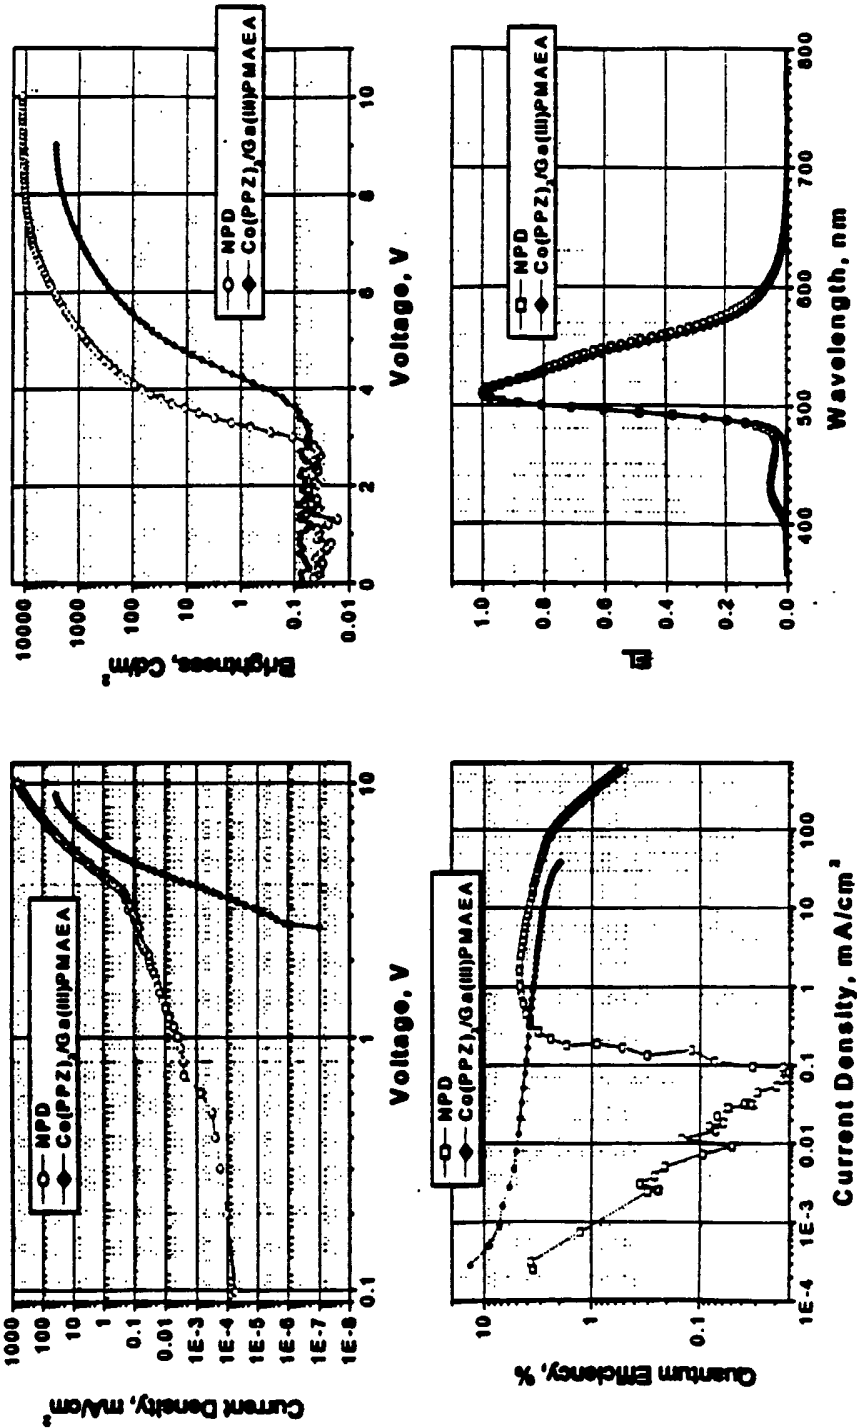 1000
100
10
1
0.1
0.01
1E-3
1E-4
1E-5
1E-6
1E-7
1E-8
Current Density, mA/cm²
0.1
1
10
Voltage, V
NPD
Co(PPZ)₃/Ga(III)PMAEA
10000
1000
100
10
1
0.1
0.01
Brightness, Cd/m²
0
2
4
6
8
10
Voltage, V
NPD
Co(PPZ)₃/Ga(III)PMAEA
10
1
0.1
Quantum Efficiency, %
1E-4
1E-3
0.01
0.1
1
10
100
Current Density, mA/cm²
NPD
Co(PPZ)₃/Ga(III)PMAEA
1.0
0.8
0.6
0.4
0.2
0.0
EL
400
500
600
700
800
Wavelength, nm
NPD
Co(PPZ)₃/Ga(III)PMAEA